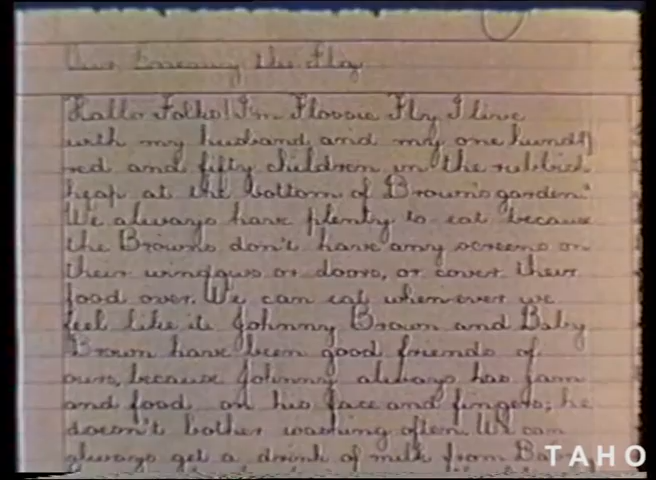 Our Enemy the Fly
Hallo Folks! I'm Flossie Fly I live
with my husband and my one hund
red and fifty children in the rubbish
heap at the bottom of Brown's garden."
We always have plenty to eat because
the Browns don't have any screens on
their windows or doors, or cover their
food over. We can eat whenever we
feel like it Johnny Brown and Baby
Brown have been good friends of
ours, because Johnny always has jam
and food on his face and fingers; he
doesn't bother washing often. We can
always get a drink of milk from
TAHO